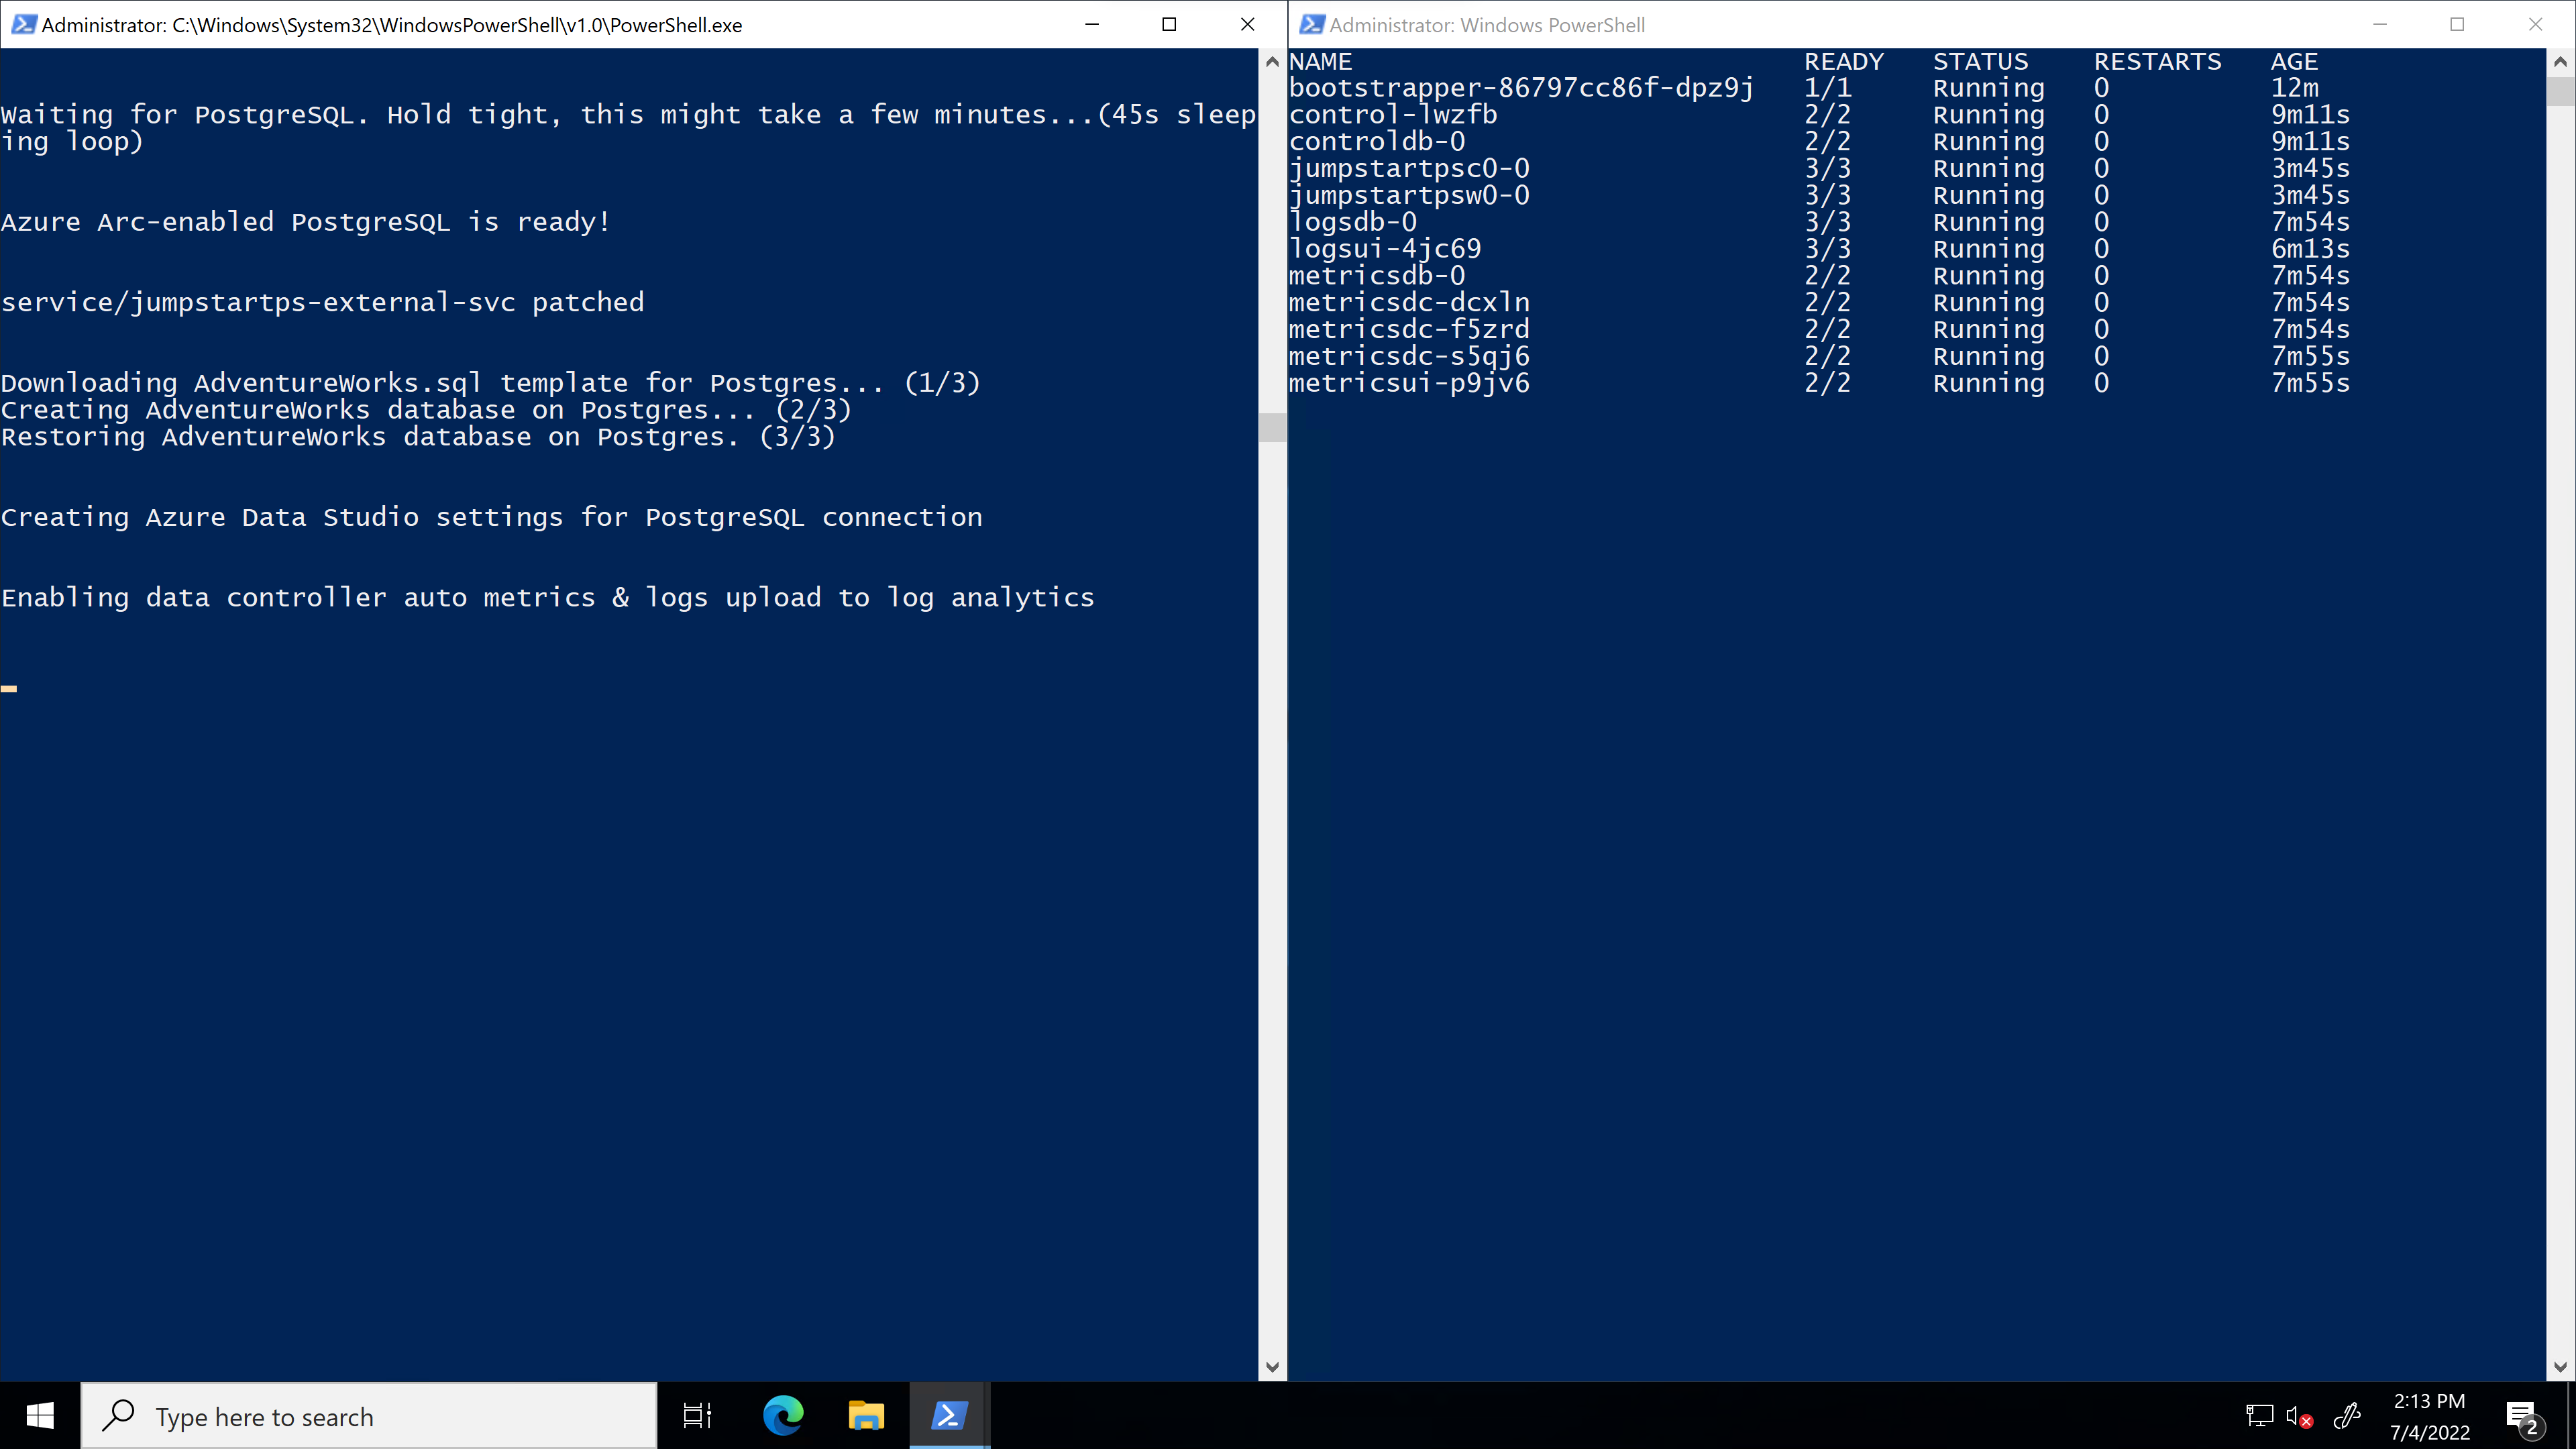 Administrator: C:\Windows\System32\WindowsPowerShell\v1.0\PowerShell.exe
Waiting for PostgreSQL. Hold tight, this might take a few minutes...(45s sleep
ing loop)
Azure Arc-enabled PostgreSQL is ready!
service/jumpstartps-external-svc patched
Downloading AdventureWorks.sql template for Postgres... (1/3)
Creating AdventureWorks database on Postgres... (2/3)
Restoring AdventureWorks database on Postgres. (3/3)
Creating Azure Data Studio settings for PostgreSQL connection
Enabling data controller auto metrics & logs upload to log analytics
Administrator: Windows PowerShell
NAME READY STATUS RESTARTS AGE
bootstrapper-86797cc86f-dpz9j 1/1 Running 0 12m
control-lwzfb 2/2 Running 0 9m11s
controldb-0 2/2 Running 0 9m11s
jumpstartpsc0-0 3/3 Running 0 3m45s
jumpstartpsw0-0 3/3 Running 0 3m45s
logsdb-0 3/3 Running 0 7m54s
logsui-4jc69 3/3 Running 0 6m13s
metricsdb-0 2/2 Running 0 7m54s
metricsdc-dcxln 2/2 Running 0 7m54s
metricsdc-f5zrd 2/2 Running 0 7m54s
metricsdc-s5qj6 2/2 Running 0 7m55s
metricsui-p9jv6 2/2 Running 0 7m55s
Type here to search
2:13 PM
7/4/2022
2